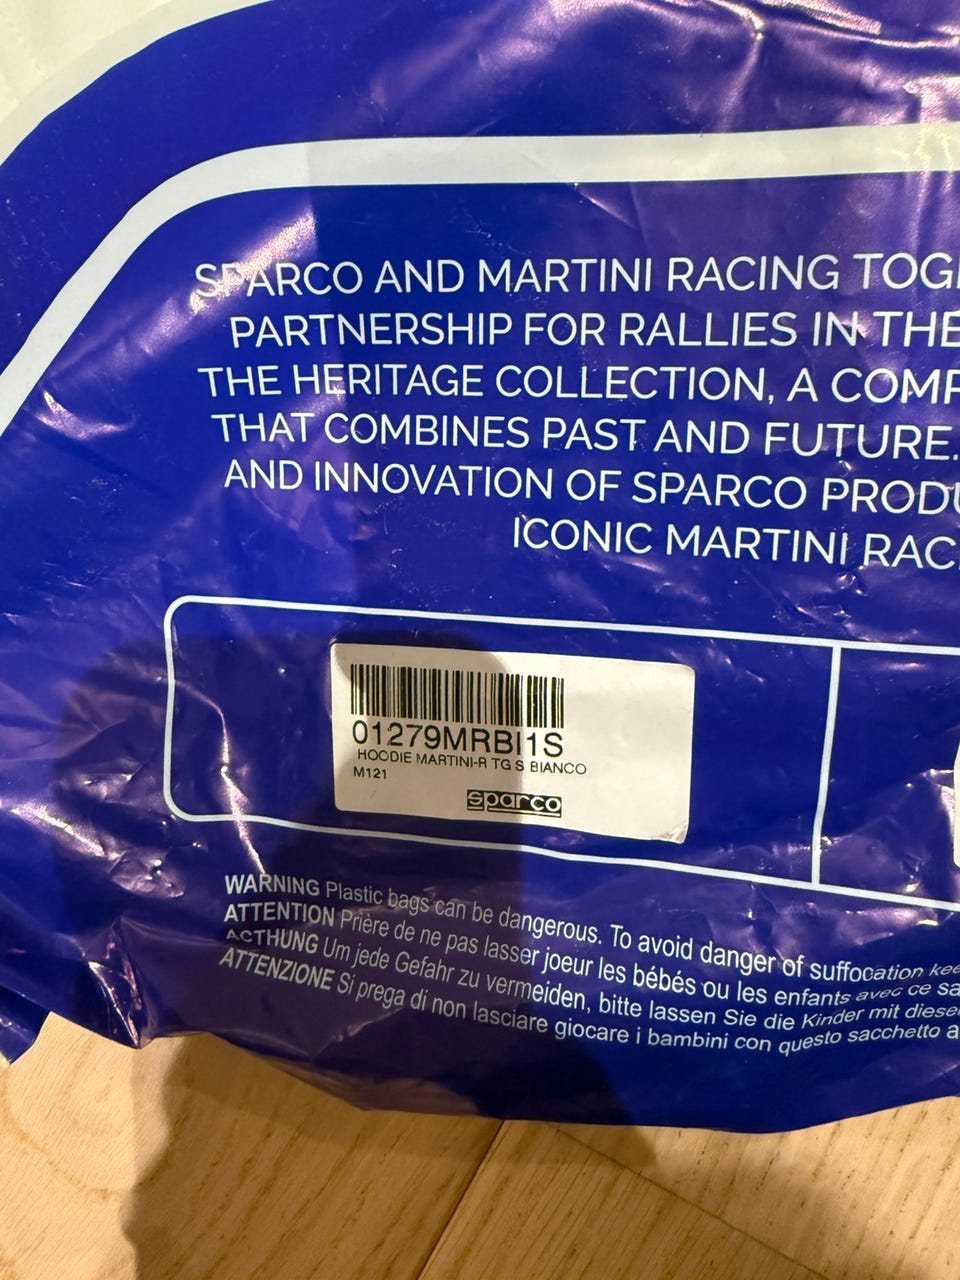 SPARCO AND MARTINI RACING TOG
PARTNERSHIP FOR RALLIES IN THE
THE HERITAGE COLLECTION, A COMP
THAT COMBINES PAST AND FUTURE.
AND INNOVATION OF SPARCO PRODU
ICONIC MARTINI RAC
01279MRBI1S
HOODIE MARTINI-R TG S BIANCO
M121
sparco
WARNING Plastic bags can be dangerous. To avoid danger of suffocation kee
ATTENTION Prière de ne pas lasser joeur les bébés ou les enfants avec ce sa
ACTHUNG Um jede Gefahr zu vermeiden, bitte lassen Sie die Kinder mit diese
ATTENZIONE Si prega di non lasciare giocare i bambini con questo sacchetto a